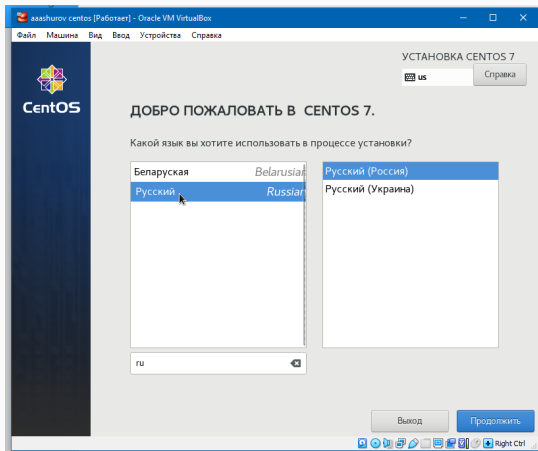 aaashurov centos [Работает] - Oracle VM VirtualBox
Файл Машина Вид Ввод Устройства Справка
УСТАНОВКА CENTOS 7
us
Справка
CentOS
ДОБРО ПОЖАЛОВАТЬ В CENTOS 7.
Какой язык вы хотите использовать в процессе установки?
Беларуская Belarusian
Русский Russian
Русский (Россия)
Русский (Украина)
ru
Выход
Продолжить
Right Ctrl